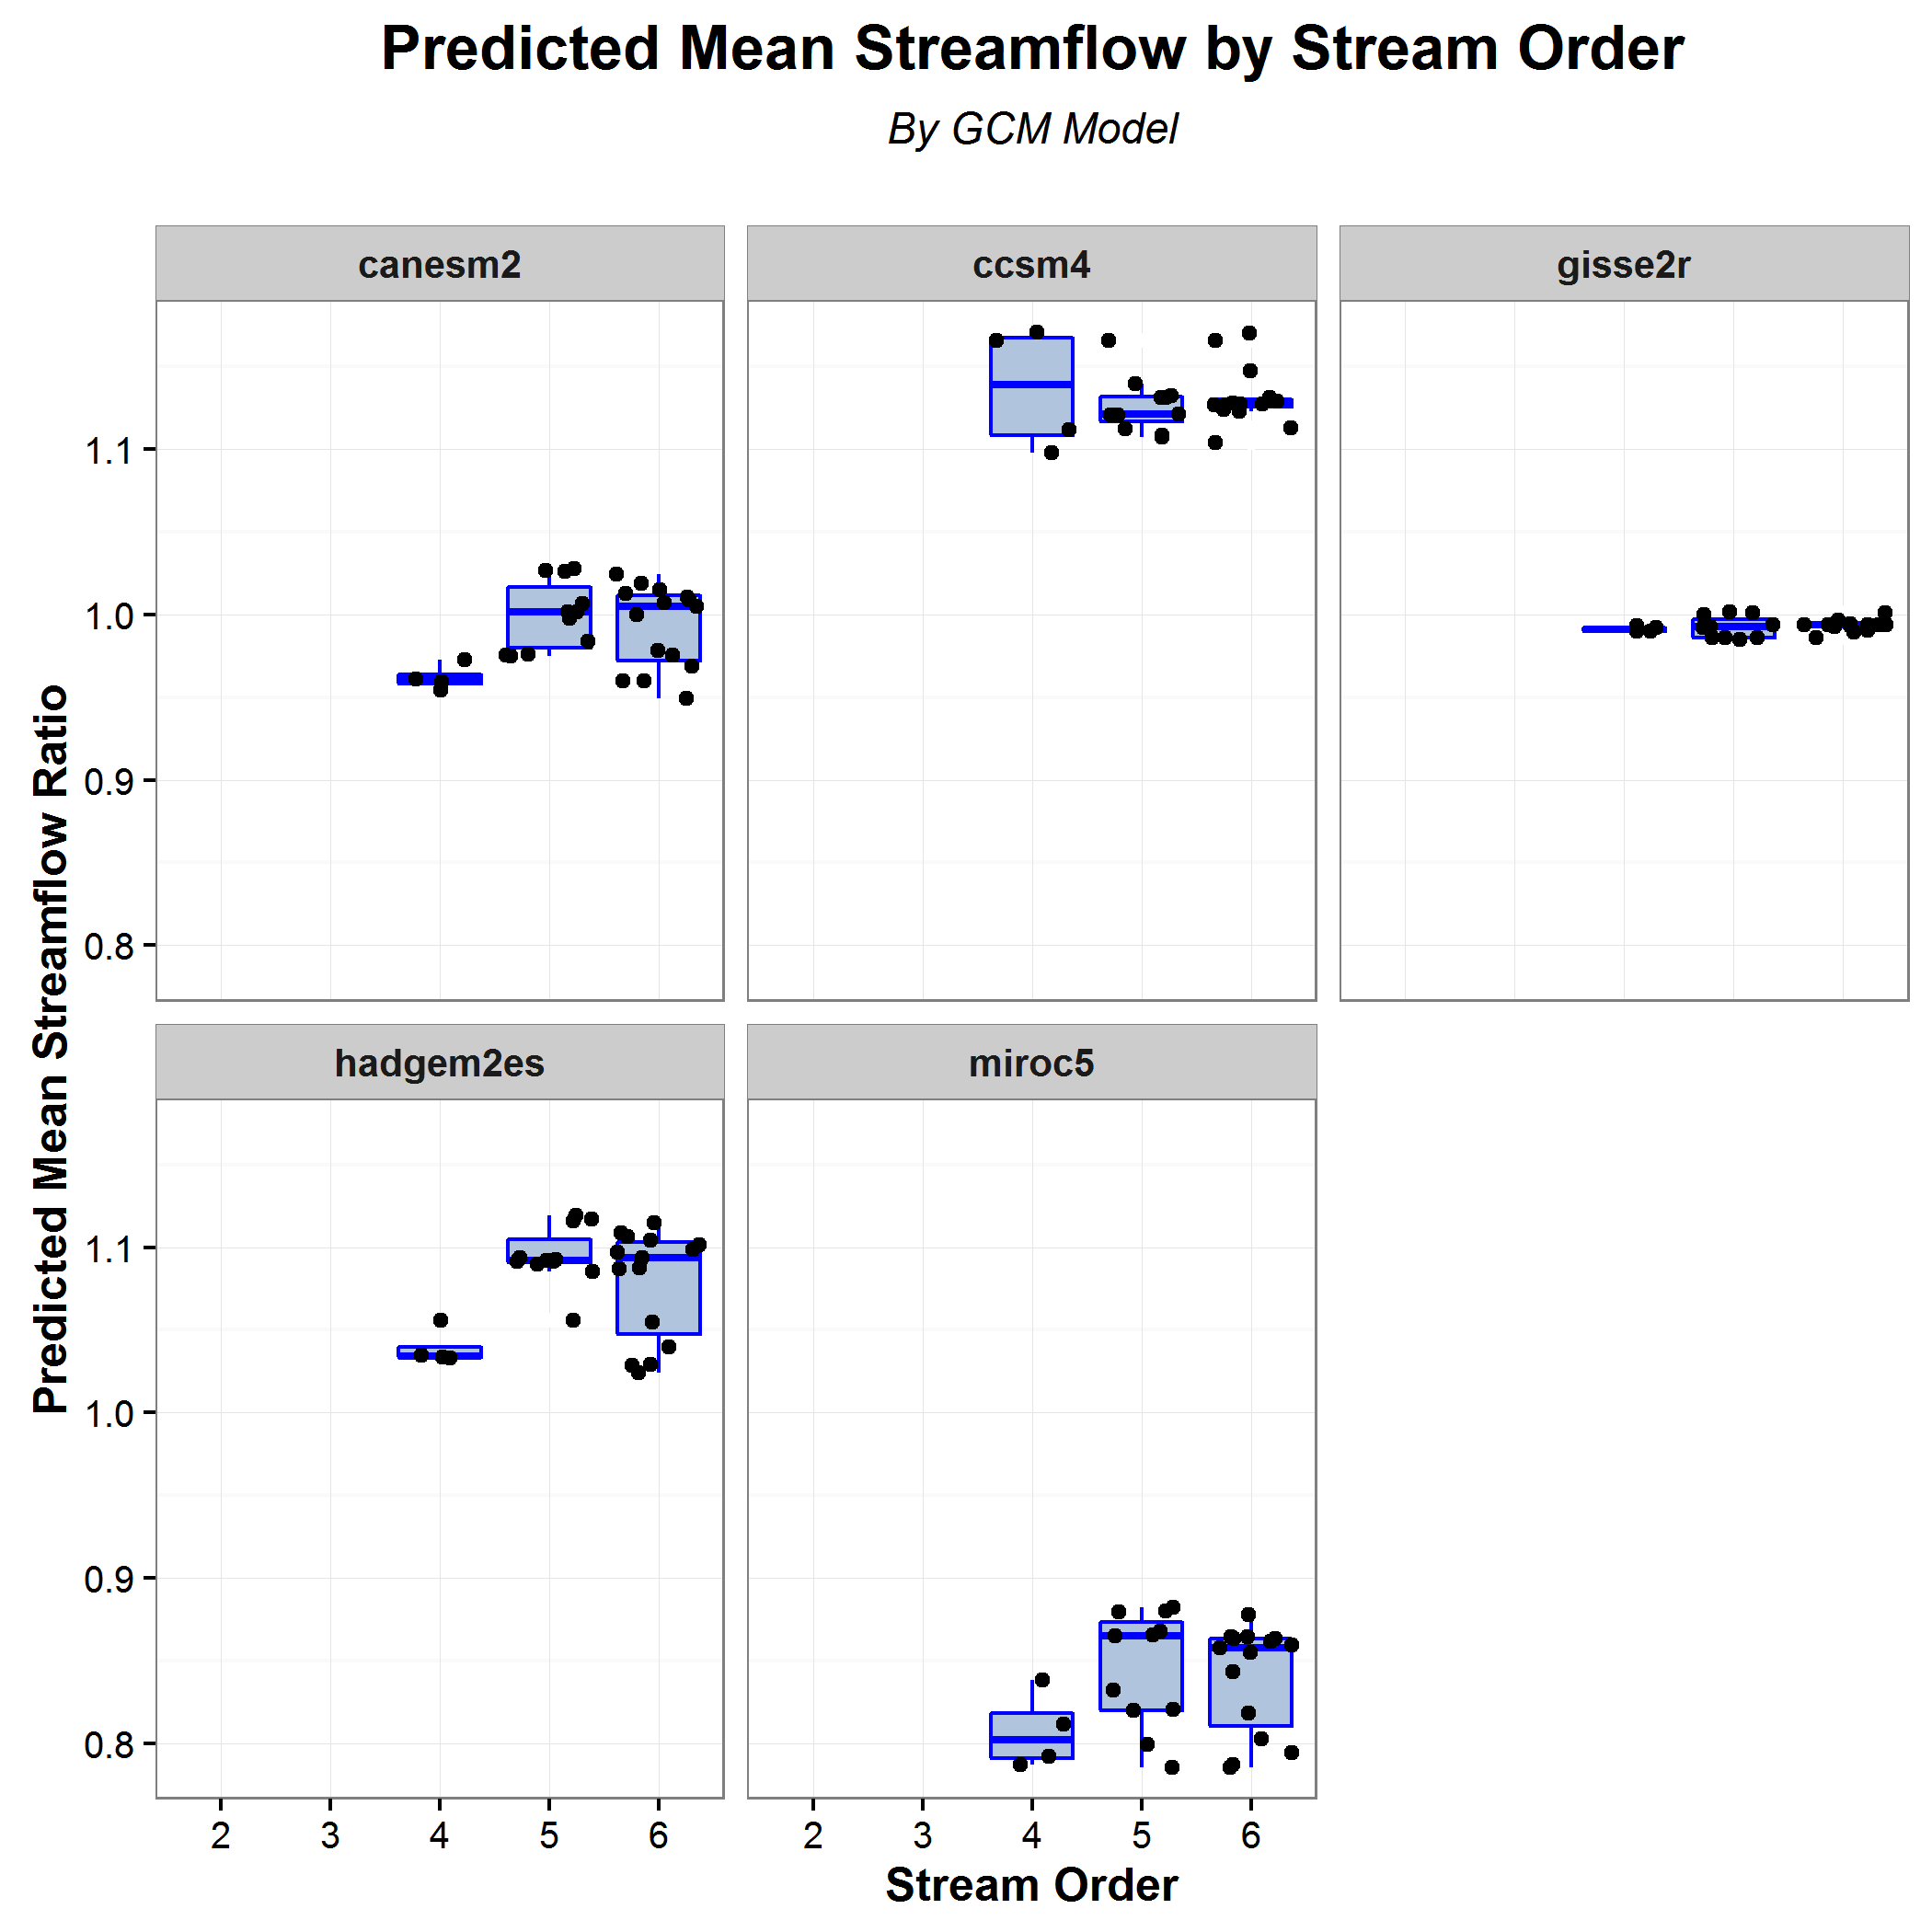 Predicted Mean Streamflow by Stream Order
By GCM Model
canesm2
ccsm4
gisse2r
Predicted Mean Streamflow Ratio
1.1
1.0
0.9
0.8
hadgem2es
miroc5
1.1
1.0
0.9
0.8
2 3 4 5 6
2 3 4 5 6
Stream Order